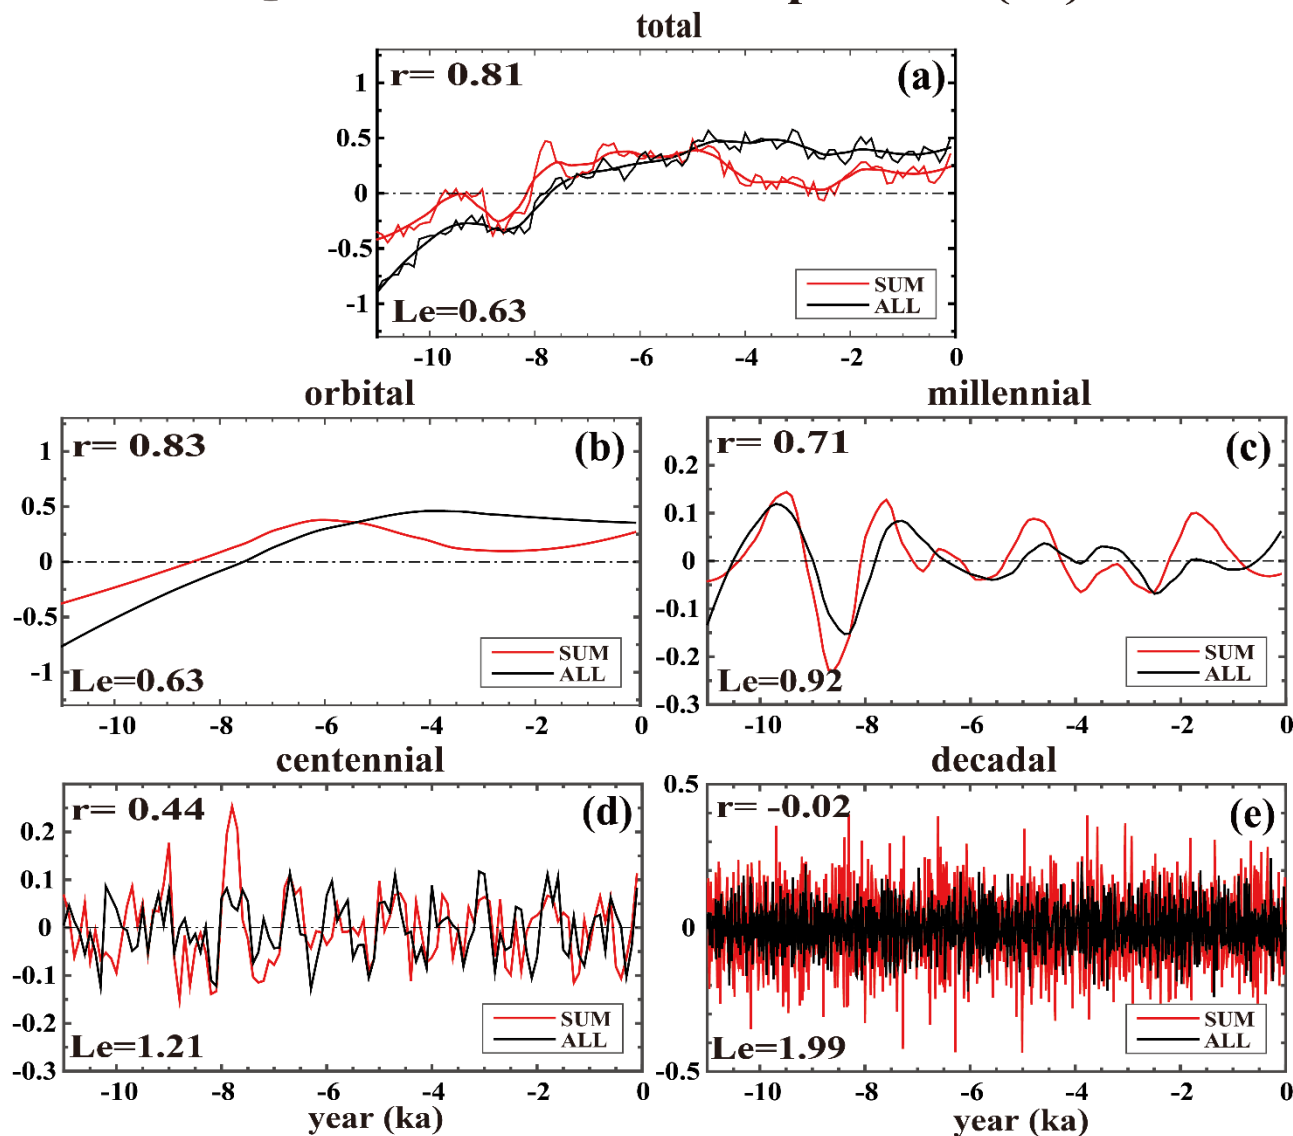 total
r= 0.81
(a)
1
0.5
0
-0.5
-1
Le=0.63
SUM
ALL
-10 -8 -6 -4 -2 0
orbital
r= 0.83
(b)
1
0.5
0
-0.5
-1
Le=0.63
SUM
ALL
-10 -8 -6 -4 -2 0
millennial
r= 0.71
(c)
0.2
0.1
0
-0.1
-0.2
-0.3
Le=0.92
SUM
ALL
-10 -8 -6 -4 -2 0
centennial
r= 0.44
(d)
0.2
0.1
0
-0.1
-0.2
-0.3
Le=1.21
SUM
ALL
-10 -8 -6 -4 -2 0
year (ka)
decadal
r= -0.02
(e)
0.5
0
-0.5
Le=1.99
SUM
ALL
-10 -8 -6 -4 -2 0
year (ka)